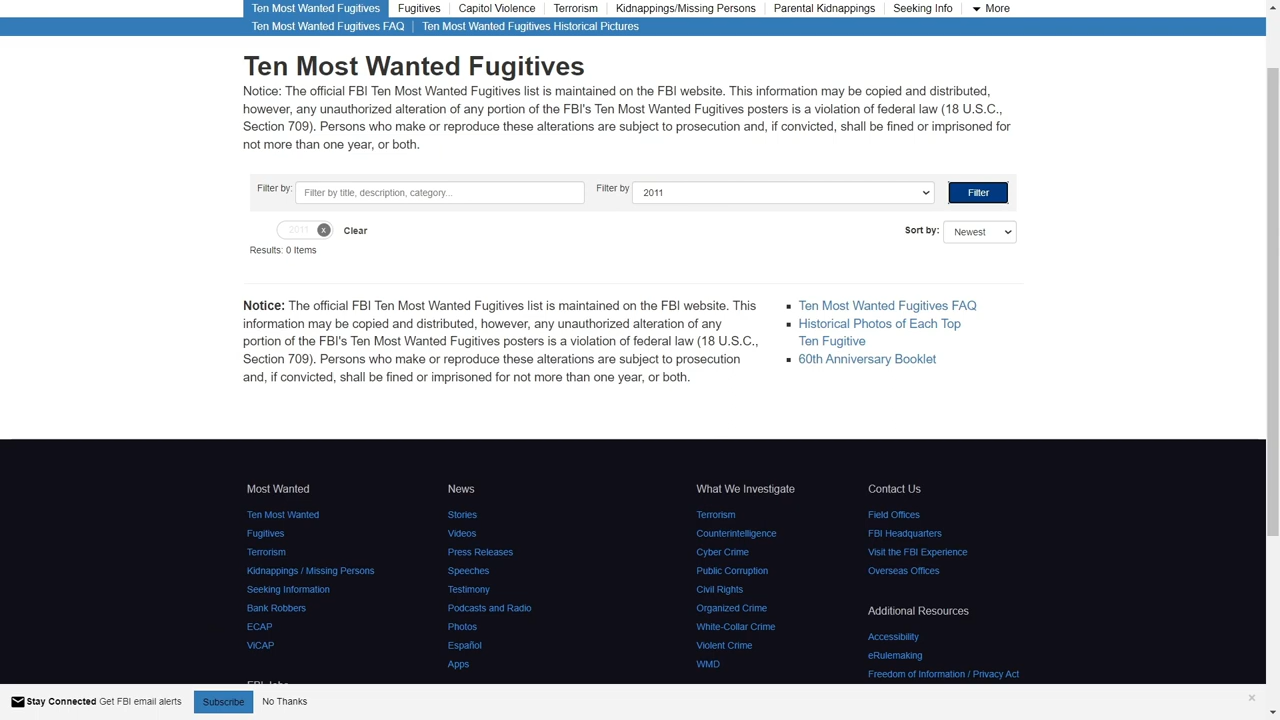 Ten Most Wanted Fugitives Fugitives Capitol Violence Terrorism Kidnappings/Missing Persons Parental Kidnappings Seeking Info More
Ten Most Wanted Fugitives FAQ Ten Most Wanted Fugitives Historical Pictures
Ten Most Wanted Fugitives
Notice: The official FBI Ten Most Wanted Fugitives list is maintained on the FBI website. This information may be copied and distributed,
however, any unauthorized alteration of any portion of the FBI's Ten Most Wanted Fugitives posters is a violation of federal law (18 U.S.C.,
Section 709). Persons who make or reproduce these alterations are subject to prosecution and, if convicted, shall be fined or imprisoned for
not more than one year, or both.
Filter by: Filter by title, description, category... Filter by 2011 Filter
2011 x Clear Sort by: Newest
Results: 0 Items
Notice: The official FBI Ten Most Wanted Fugitives list is maintained on the FBI website. This
information may be copied and distributed, however, any unauthorized alteration of any
portion of the FBI's Ten Most Wanted Fugitives posters is a violation of federal law (18 U.S.C.,
Section 709). Persons who make or reproduce these alterations are subject to prosecution
and, if convicted, shall be fined or imprisoned for not more than one year, or both.
Ten Most Wanted Fugitives FAQ
Historical Photos of Each Top
Ten Fugitive
60th Anniversary Booklet
Most Wanted
Ten Most Wanted
Fugitives
Terrorism
Kidnappings / Missing Persons
Seeking Information
Bank Robbers
ECAP
ViCAP
FBI Jobs
News
Stories
Videos
Press Releases
Speeches
Testimony
Podcasts and Radio
Photos
Español
Apps
What We Investigate
Terrorism
Counterintelligence
Cyber Crime
Public Corruption
Civil Rights
Organized Crime
White-Collar Crime
Violent Crime
WMD
Contact Us
Field Offices
FBI Headquarters
Visit the FBI Experience
Overseas Offices
Additional Resources
Accessibility
eRulemaking
Freedom of Information / Privacy Act
Stay Connected Get FBI email alerts Subscribe No Thanks ×